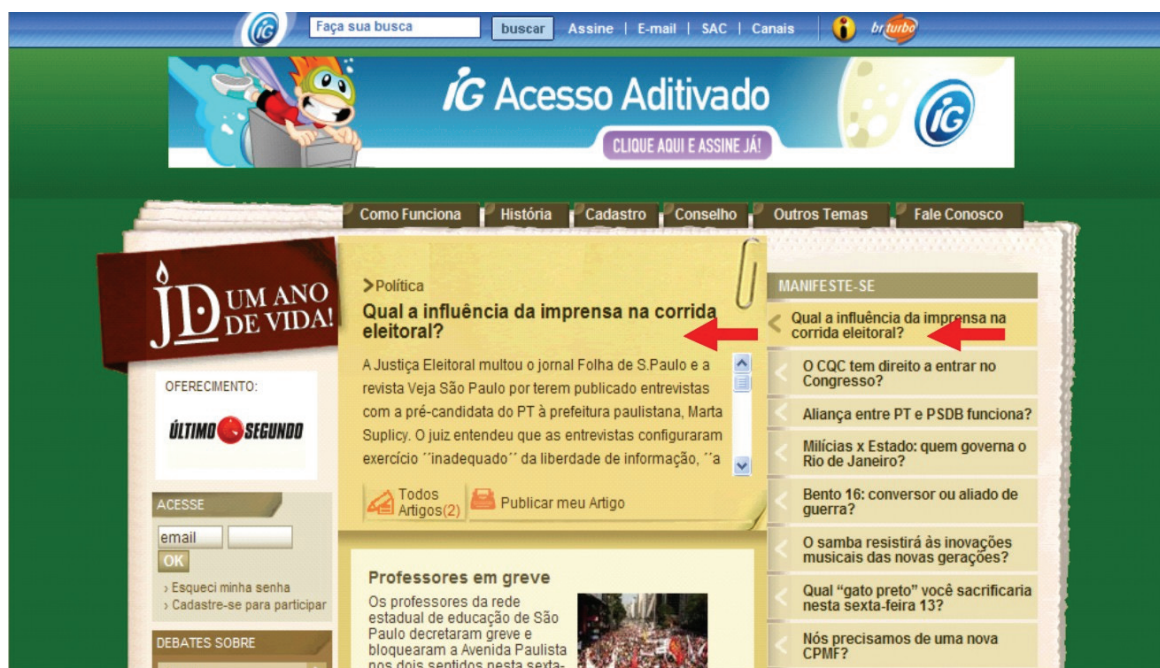 iG
Faça sua busca
buscar
Assine | E-mail | SAC | Canais
i
br turbo
iG Acesso Aditivado
CLIQUE AQUI E ASSINE JÁ!
iG
Como Funciona
História
Cadastro
Conselho
Outros Temas
Fale Conosco
JD UM ANO
DE VIDA!
OFERECIMENTO:
ÚLTIMO SEGUNDO
ACESSE
email
OK
› Esqueci minha senha
› Cadastre-se para participar
DEBATES SOBRE
>Política
Qual a influência da imprensa na corrida
eleitoral?
A Justiça Eleitoral multou o jornal Folha de S.Paulo e a
revista Veja São Paulo por terem publicado entrevistas
com a pré-candidata do PT à prefeitura paulistana, Marta
Suplicy. O juiz entendeu que as entrevistas configuraram
exercício ´´inadequado´´ da liberdade de informação, ´´a
Todos
Artigos(2)
Publicar meu Artigo
Professores em greve
Os professores da rede
estadual de educação de São
Paulo decretaram greve e
bloquearam a Avenida Paulista
nos dois sentidos nesta sexta-
MANIFESTE-SE
Qual a influência da imprensa na
corrida eleitoral?
O CQC tem direito a entrar no
Congresso?
Aliança entre PT e PSDB funciona?
Milícias x Estado: quem governa o
Rio de Janeiro?
Bento 16: conversor ou aliado de
guerra?
O samba resistirá às inovações
musicais das novas gerações?
Qual “gato preto” você sacrificaria
nesta sexta-feira 13?
Nós precisamos de uma nova
CPMF?